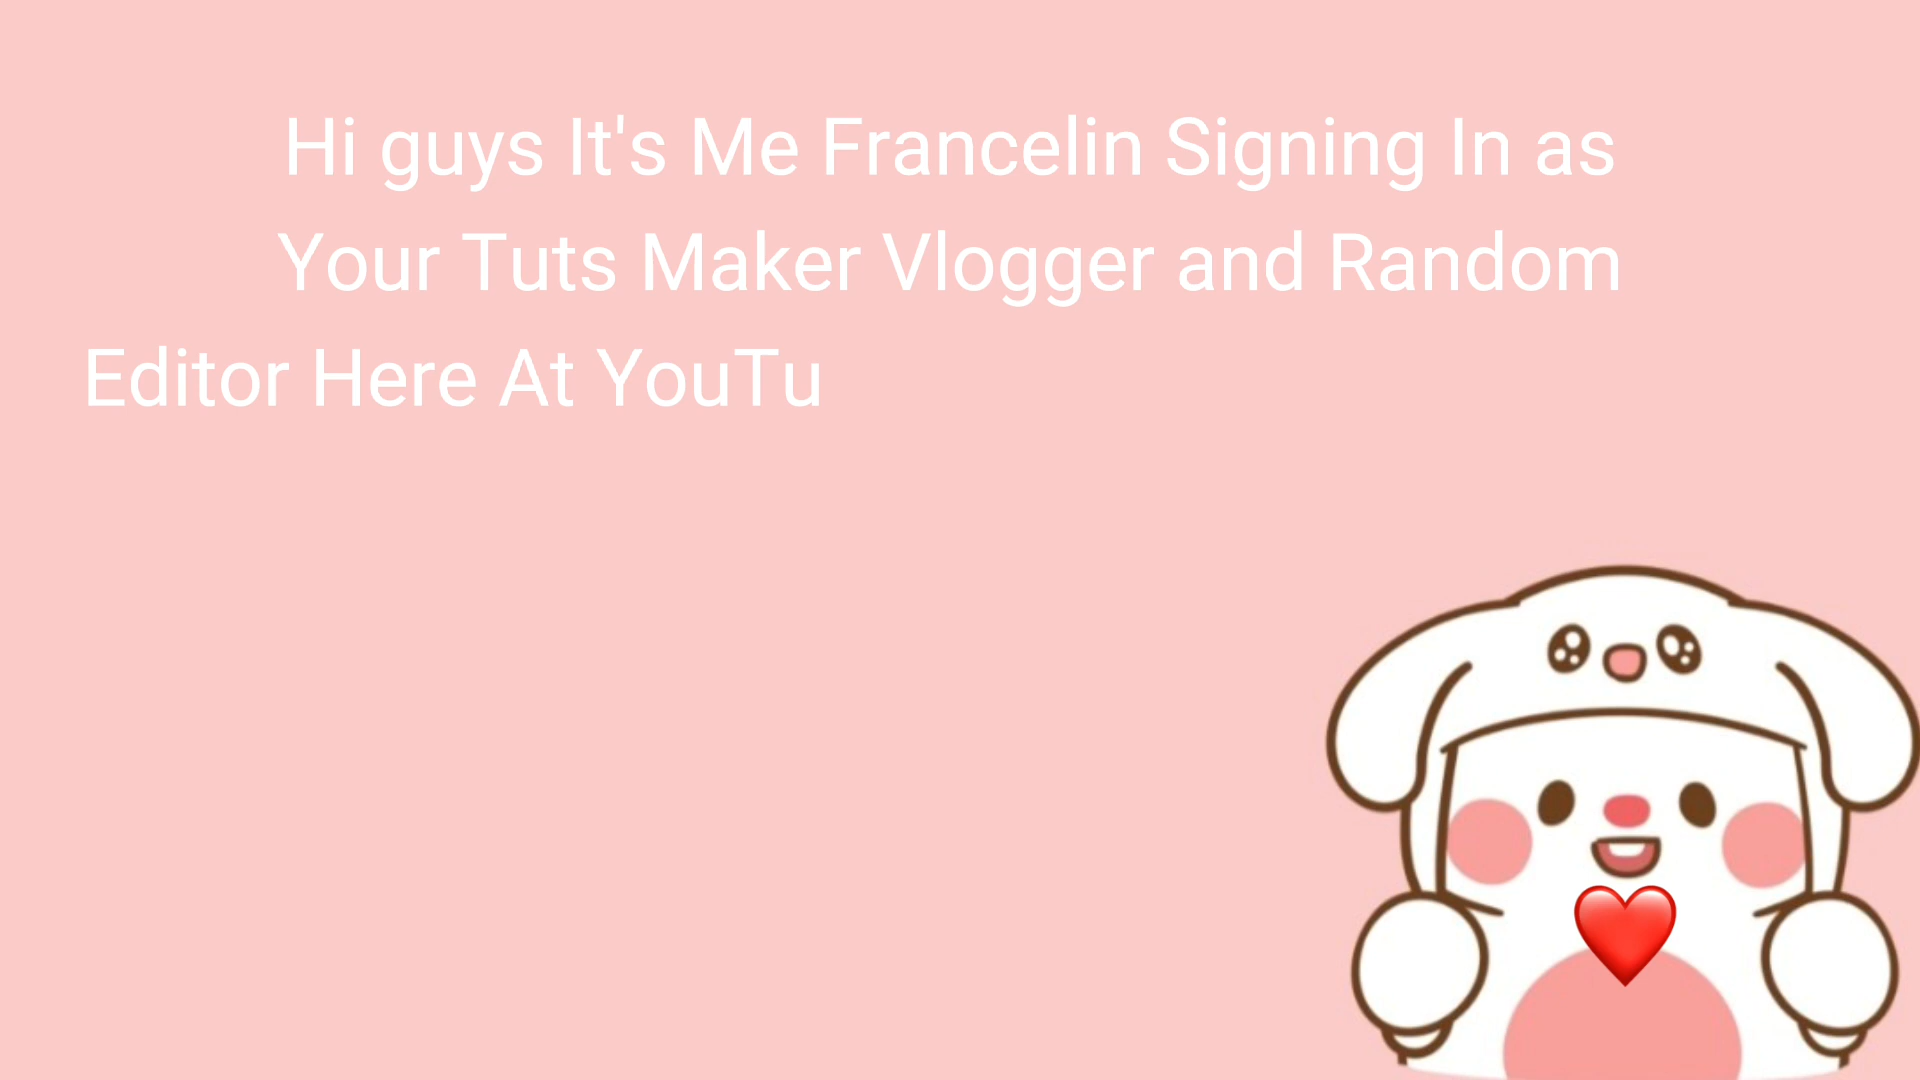 Hi guys It's Me Francelin Signing In as
Your Tuts Maker Vlogger and Random
Editor Here At YouTu